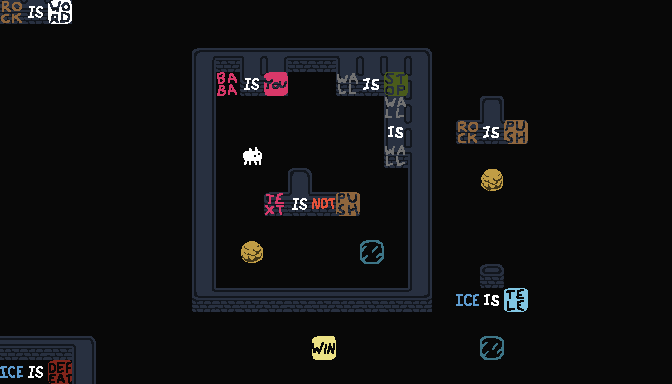 ROCK IS WORD
BABA IS YOU
WALL IS STOP
WALL
IS
WALL
ROCK IS PUSH
TEXT IS NOT PUSH
ICE IS TELE
WIN
ICE IS DEFEAT